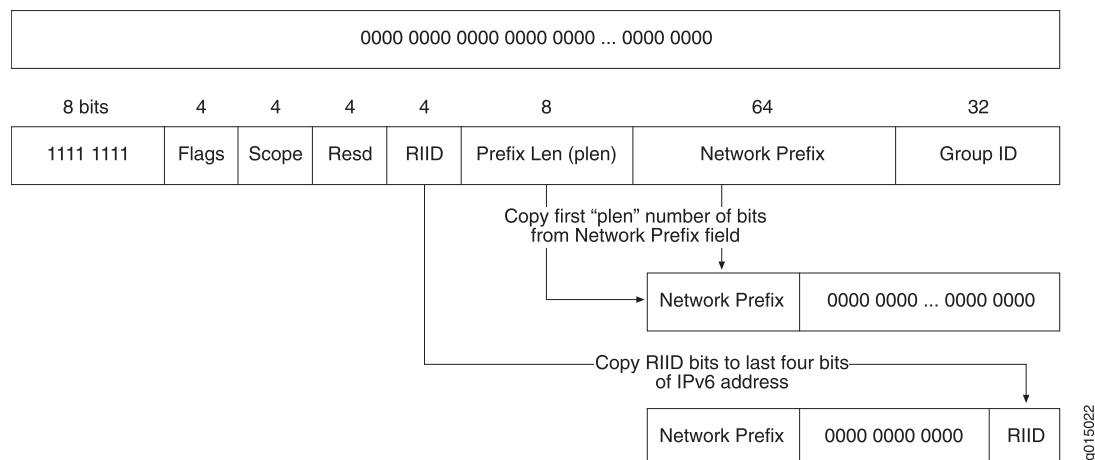 0000 0000 0000 0000 0000 ... 0000 0000
8 bits 4 4 4 4 8 64 32
1111 1111 Flags Scope Resd RIID Prefix Len (plen) Network Prefix Group ID
Copy first “plen” number of bits
from Network Prefix field
Network Prefix 0000 0000 ... 0000 0000
Copy RIID bits to last four bits
of IPv6 address
Network Prefix 0000 0000 0000 RIID
g015022